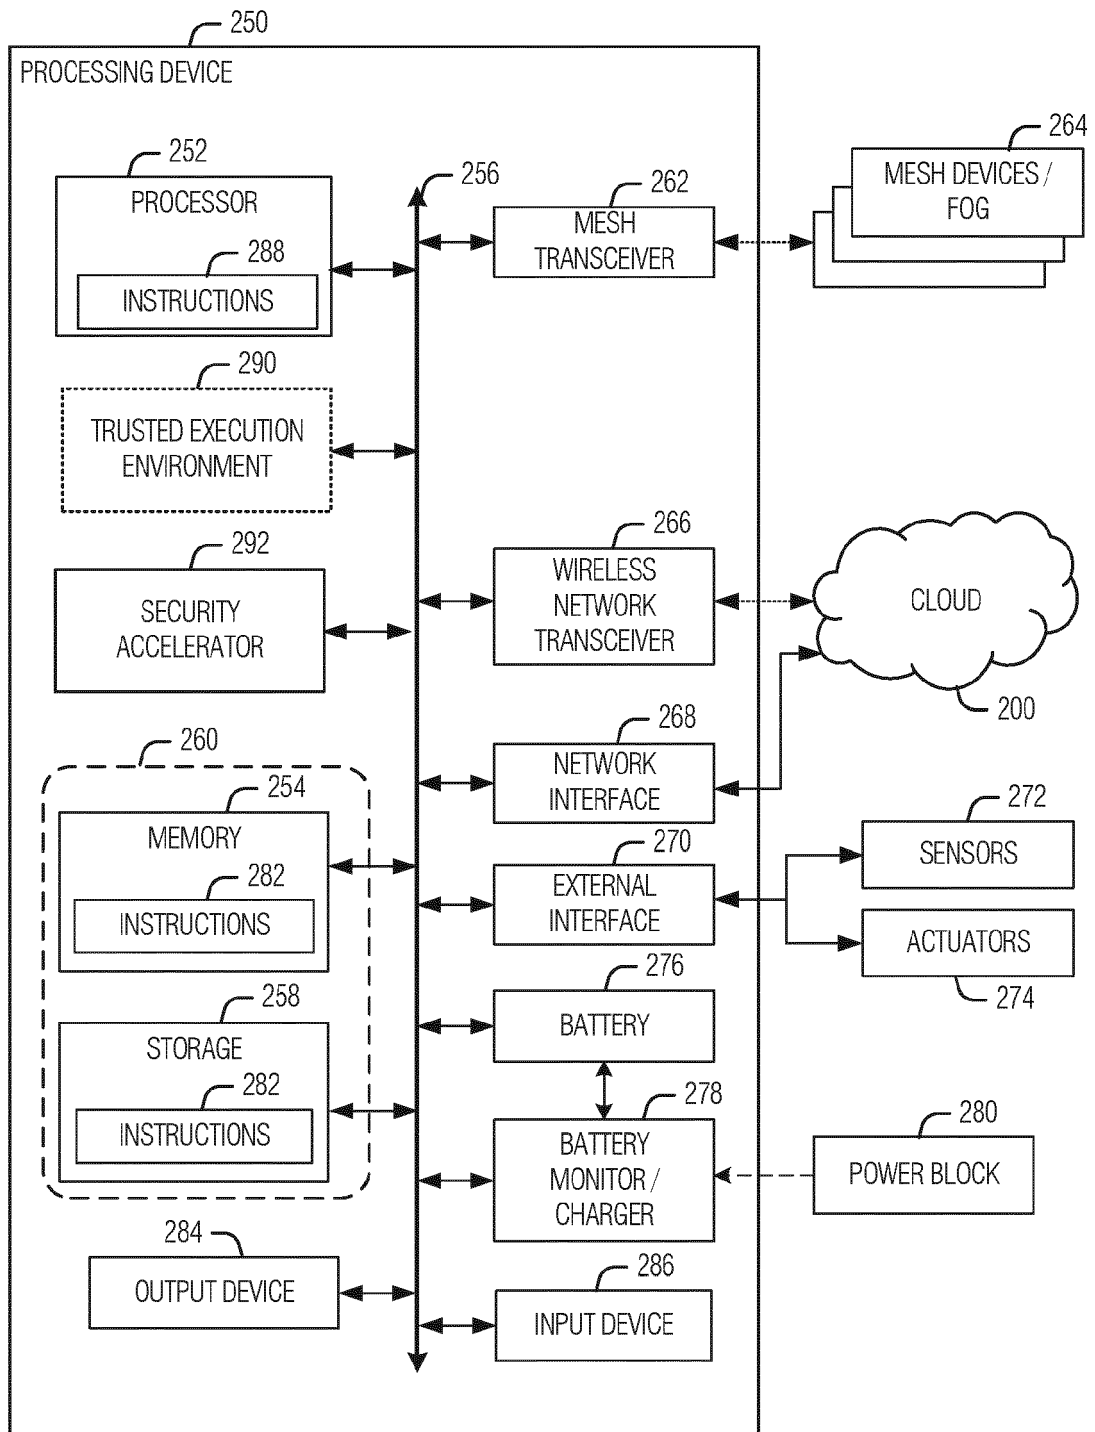 250
PROCESSING DEVICE
252
PROCESSOR
288
INSTRUCTIONS
256
262
MESH
TRANSCEIVER
264
MESH DEVICES /
FOG
290
TRUSTED EXECUTION
ENVIRONMENT
292
SECURITY
ACCELERATOR
266
WIRELESS
NETWORK
TRANSCEIVER
CLOUD
200
260
254
MEMORY
282
INSTRUCTIONS
258
STORAGE
282
INSTRUCTIONS
268
NETWORK
INTERFACE
270
EXTERNAL
INTERFACE
272
SENSORS
ACTUATORS
274
276
BATTERY
278
BATTERY
MONITOR /
CHARGER
280
POWER BLOCK
284
OUTPUT DEVICE
286
INPUT DEVICE